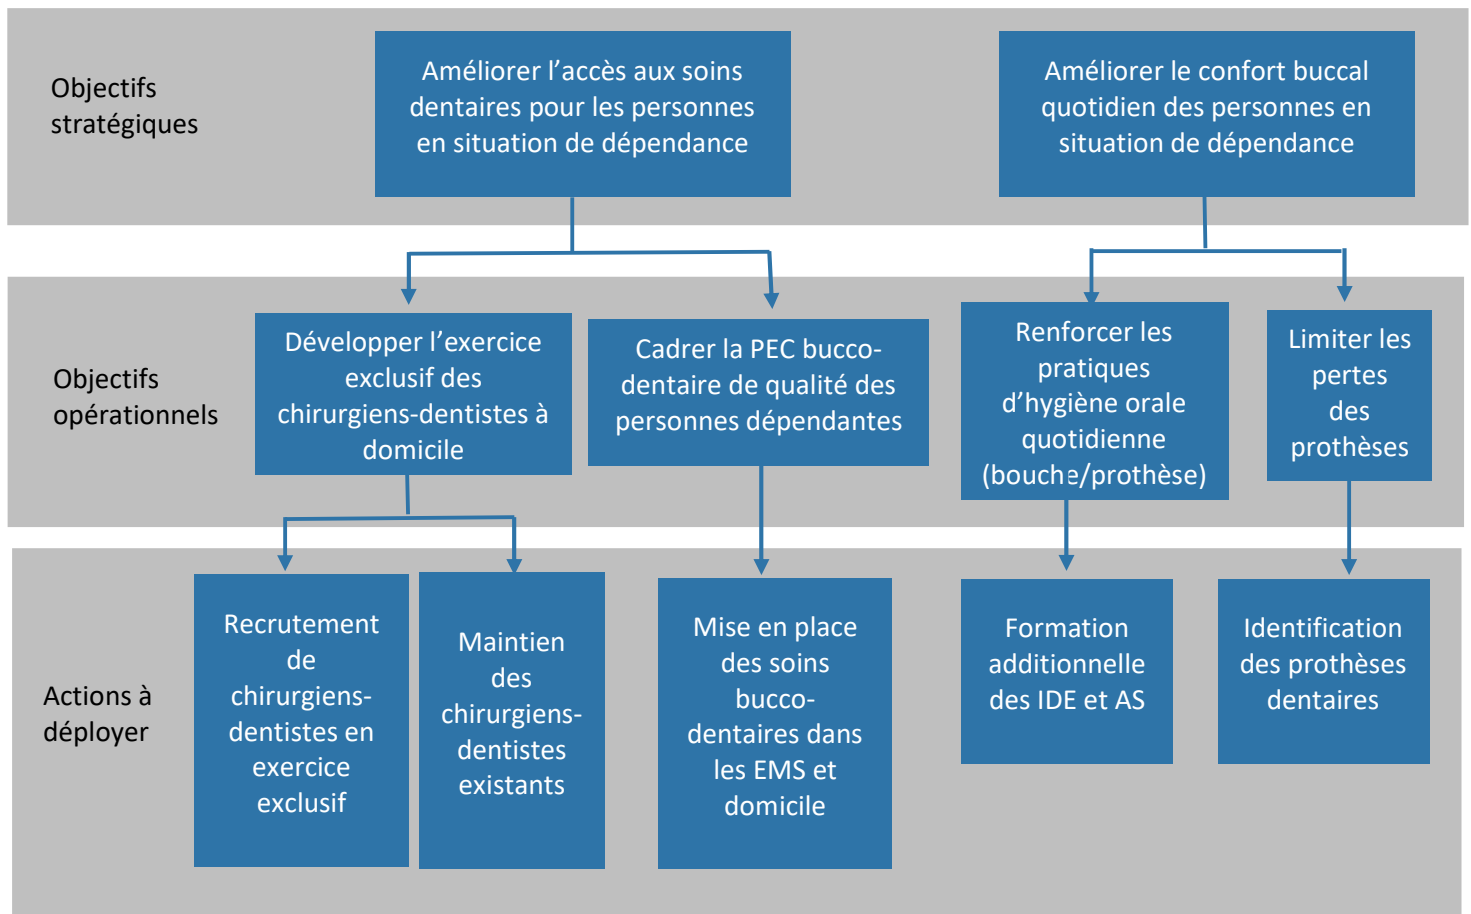 Objectifs
stratégiques
Améliorer l’accès aux soins
dentaires pour les personnes
en situation de dépendance
Améliorer le confort buccal
quotidien des personnes en
situation de dépendance
Objectifs
opérationnels
Développer l’exercice
exclusif des
chirurgiens-dentistes à
domicile
Cadrer la PEC bucco-
dentaire de qualité des
personnes dépendantes
Renforcer les
pratiques
d’hygiène orale
quotidienne
(bouche/prothèse)
Limiter les
pertes
des
prothèses
Actions à
déployer
Recrutement
de
chirurgiens-
dentistes en
exercice
exclusif
Maintien
des
chirurgiens-
dentistes
existants
Mise en place
des soins
bucco-
dentaires dans
les EMS et
domicile
Formation
additionnelle
des IDE et AS
Identification
des prothèses
dentaires